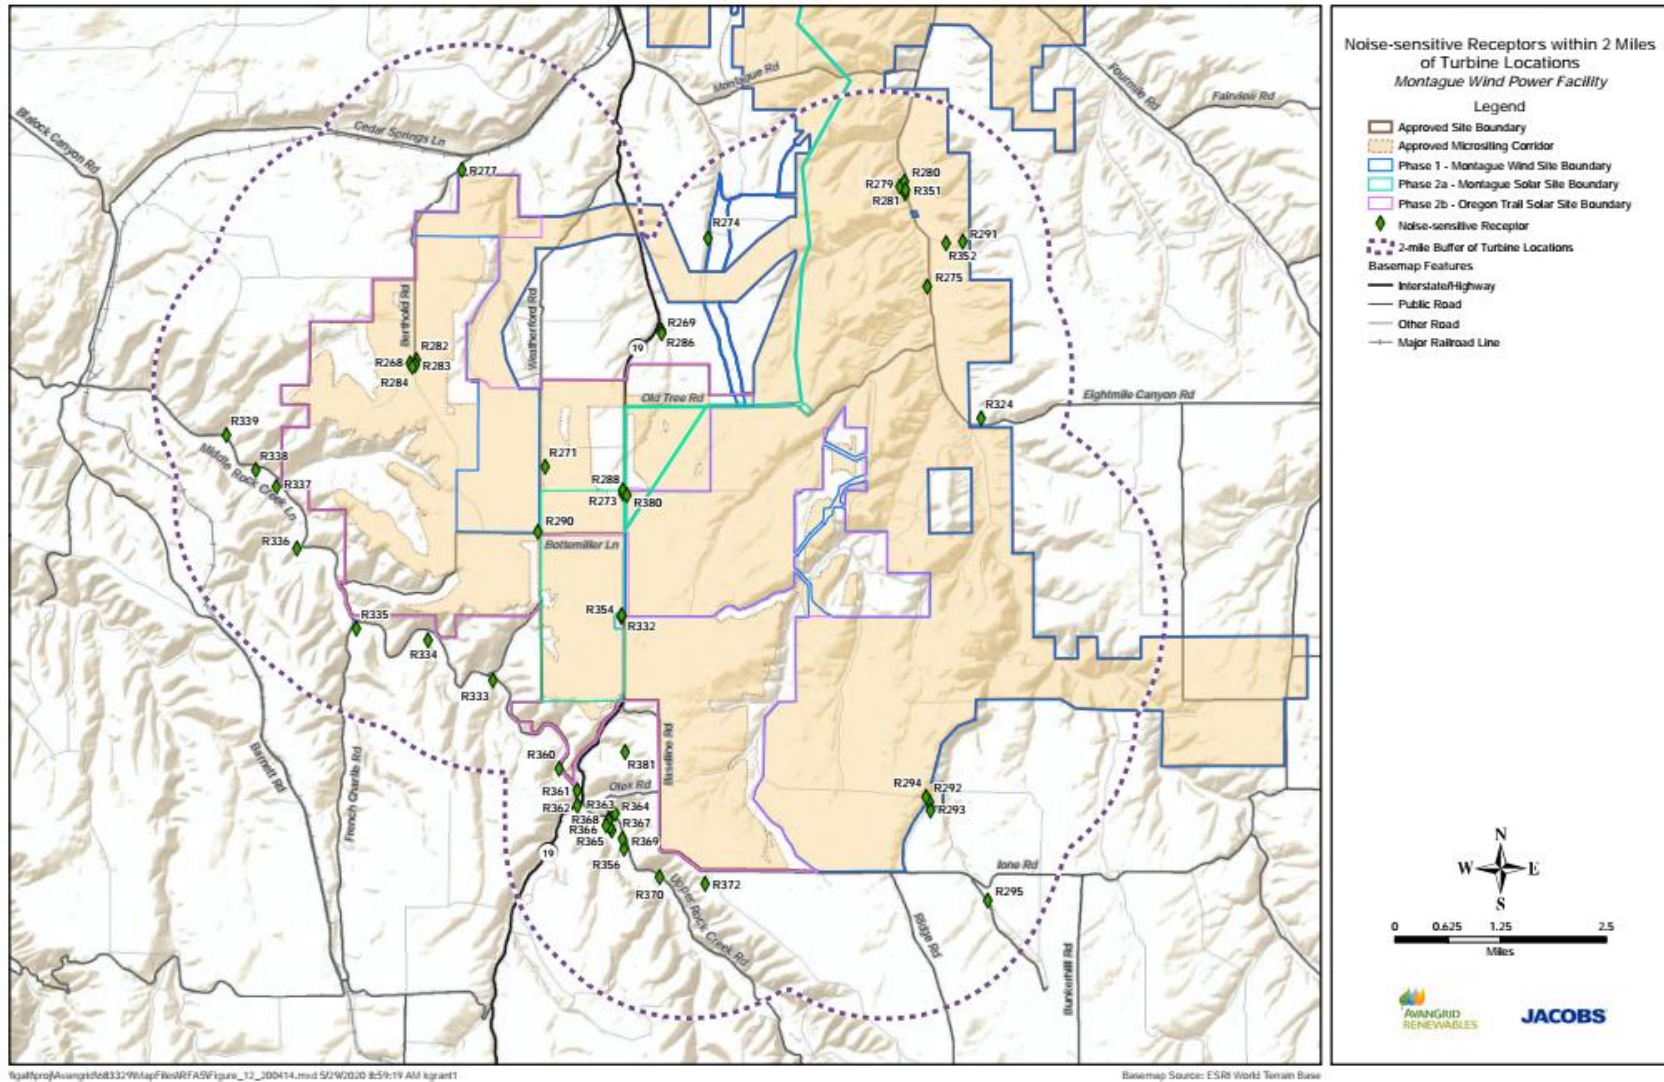 Noise-sensitive Receptors within 2 Miles
of Turbine Locations
Montague Wind Power Facility
Legend
Approved Site Boundary
Approved Micrositing Corridor
Phase 1 - Montague Wind Site Boundary
Phase 2a - Montague Solar Site Boundary
Phase 2b - Oregon Trail Solar Site Boundary
Noise-sensitive Receptor
2-mile Buffer of Turbine Locations
Basemap Features
Interstate/Highway
Public Road
Other Road
Major Railroad Line
N
W E
S
0 0.625 1.25 2.5
Miles
AVANGRID
RENEWABLES
JACOBS
Montague Rd
Fourmile Rd
Fairview Rd
Blalock Canyon Rd
Cedar Springs Ln
R277
R280
R279
R351
R281
R274
R291
R352
R275
Berthold Rd
Weatherford Rd
R269
R286
19
R282
R268
R283
R284
Old Tree Rd
Eightmile Canyon Rd
R324
R339
R338
R337
Middle Rock Creek Ln
R271
R288
R273
R380
R290
Bottemiller Ln
R336
R354
R332
R335
R334
R333
Barnett Rd
French Charlie Rd
Baseline Rd
R360
R381
Olex Rd
R361
R362
R363
R364
R368
R367
R366
R365
R369
R356
19
R294
R292
R293
Ione Rd
R370
R372
R295
Upper Rock Creek Rd
Ridge Rd
Bunkerhill Rd
Basemap Source: ESRI World Terrain Base